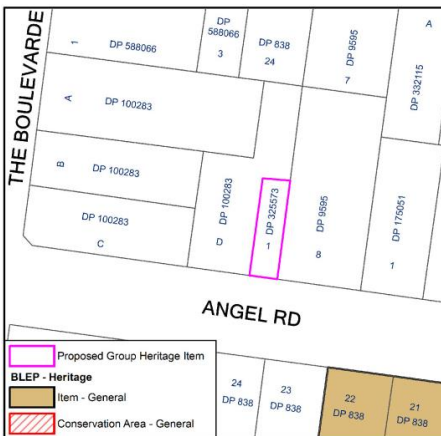 THE BOULEVARDE
1 DP 588066
DP
588066
3
DP 838
24
DP 9595
7
A
DP 332115
A DP 100283
B DP 100283
DP 100283
C
DP 100283
D
DP 325573
1
DP 9595
8
DP 175051
1
ANGEL RD
24
DP 838
23
DP 838
22
DP 838
21
DP 838
Proposed Group Heritage Item
BLEP - Heritage
Item - General
Conservation Area - General